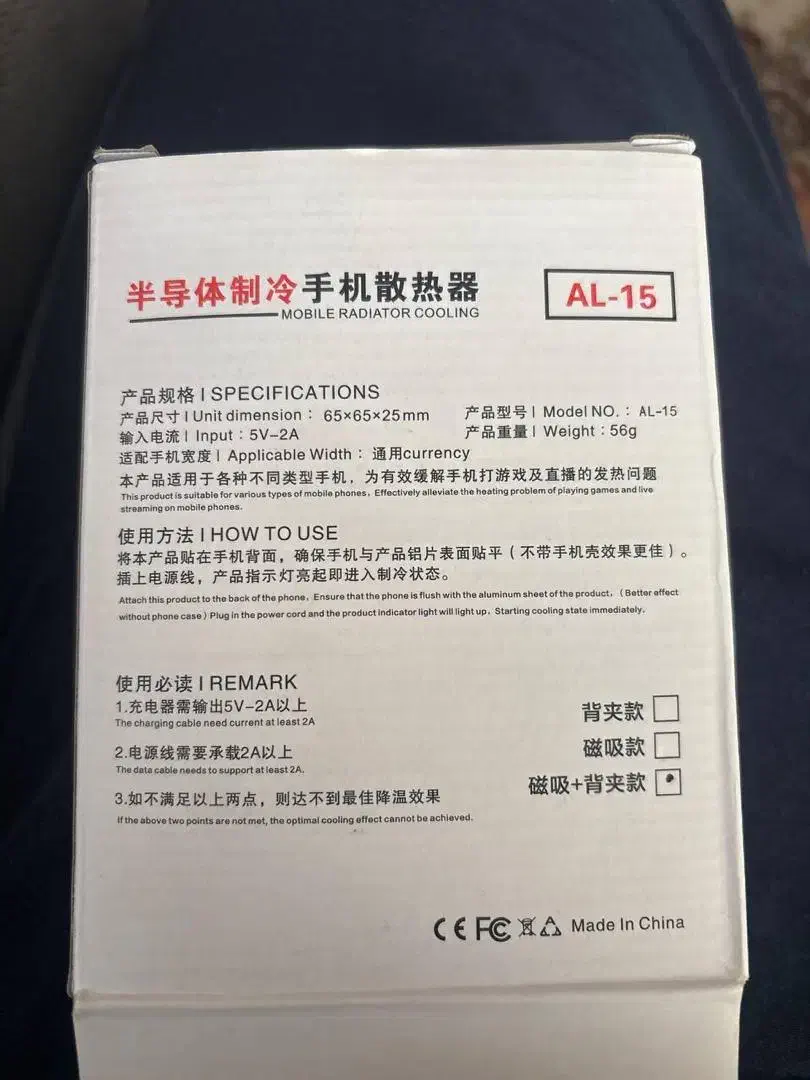 半导体制冷手机散热器
MOBILE RADIATOR COOLING
AL-15
产品规格 | SPECIFICATIONS
产品尺寸 | Unit dimension: 65×65×25mm
产品型号 | Model NO.: AL-15
输入电流 | Input: 5V-2A
产品重量 | Weight: 56g
适配手机宽度 | Applicable Width: 通用currency
本产品适用于各种不同类型手机，为有效缓解手机打游戏及直播的发热问题
This product is suitable for various types of mobile phones, Effectively alleviate the heating problem of playing games and live
streaming on mobile phones.
使用方法 | HOW TO USE
将本产品贴在手机背面，确保手机与产品铝片表面贴平（不带手机壳效果更佳）。
插上电源线，产品指示灯亮起即进入制冷状态。
Attach this product to the back of the phone, Ensure that the phone is flush with the aluminum sheet of the product, (Better effect
without phone case) Plug in the power cord and the product indicator light will light up, Starting cooling state immediately.
使用必读 | REMARK
1.充电器需输出5V-2A以上
The charging cable need current at least 2A
2.电源线需要承载2A以上
The data cable needs to support at least 2A.
3.如不满足以上两点，则达不到最佳降温效果
If the above two points are not met, the optimal cooling effect cannot be achieved.
背夹款
磁吸款
磁吸+背夹款
CE FC Made In China